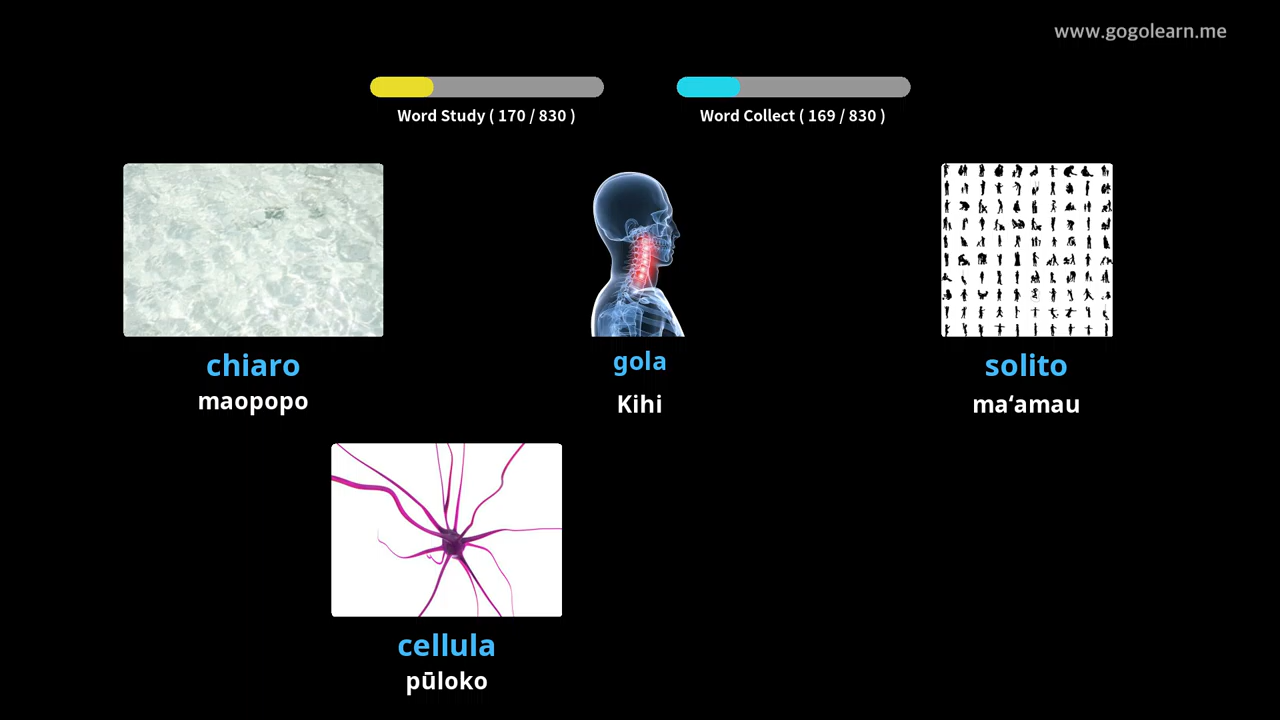 www.gogolearn.me
Word Study ( 170 / 830 )
Word Collect ( 169 / 830 )
chiaro
maopopo
gola
Kihi
solito
maʻamau
cellula
pūloko